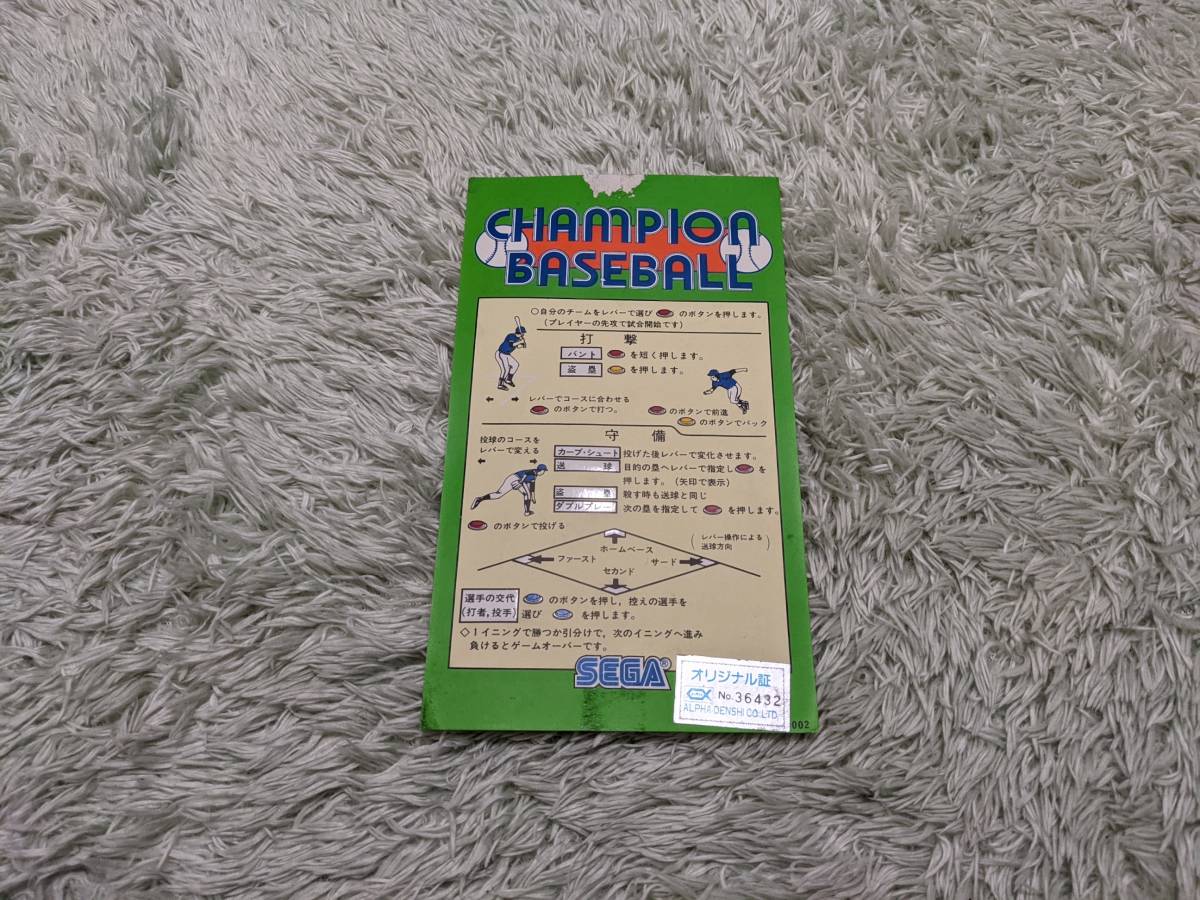 CHAMPION
BASEBALL
○自分のチームをレバーで選び のボタンを押します。
(プレイヤーの先攻で試合開始です)
打 撃
バント を短く押します。
盗 塁 を押します。
レバーでコースに合わせる
のボタンで打つ。
のボタンで前進
のボタンでバック
守 備
投球のコースを
レバーで変える
カーブ・シュート 投げた後レバーで変化させます。
送 球 目的の塁へレバーで指定し を
押します。(矢印で表示)
盗 塁 殺す時も送球と同じ
ダブルプレー 次の塁を指定して を押します。
のボタンで投げる
ホームベース
ファースト
サード
セカンド
(レバー操作による
送球方向)
選手の交代
(打者,投手)
のボタンを押し,控えの選手を
選び を押します。
◇1イニングで勝つか引分けで,次のイニングへ進み
負けるとゲームオーバーです。
SEGA®
オリジナル証
No.36432
ALPHA DENSHI CO.LTD.
002